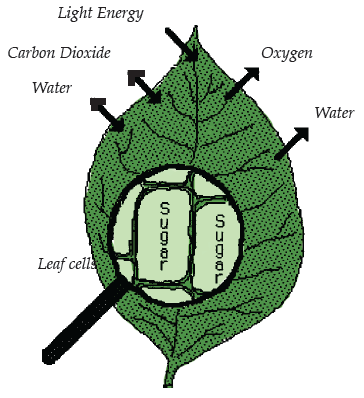 Light Energy
Carbon Dioxide
Oxygen
Water
Water
Sugar
Sugar
Leaf cells